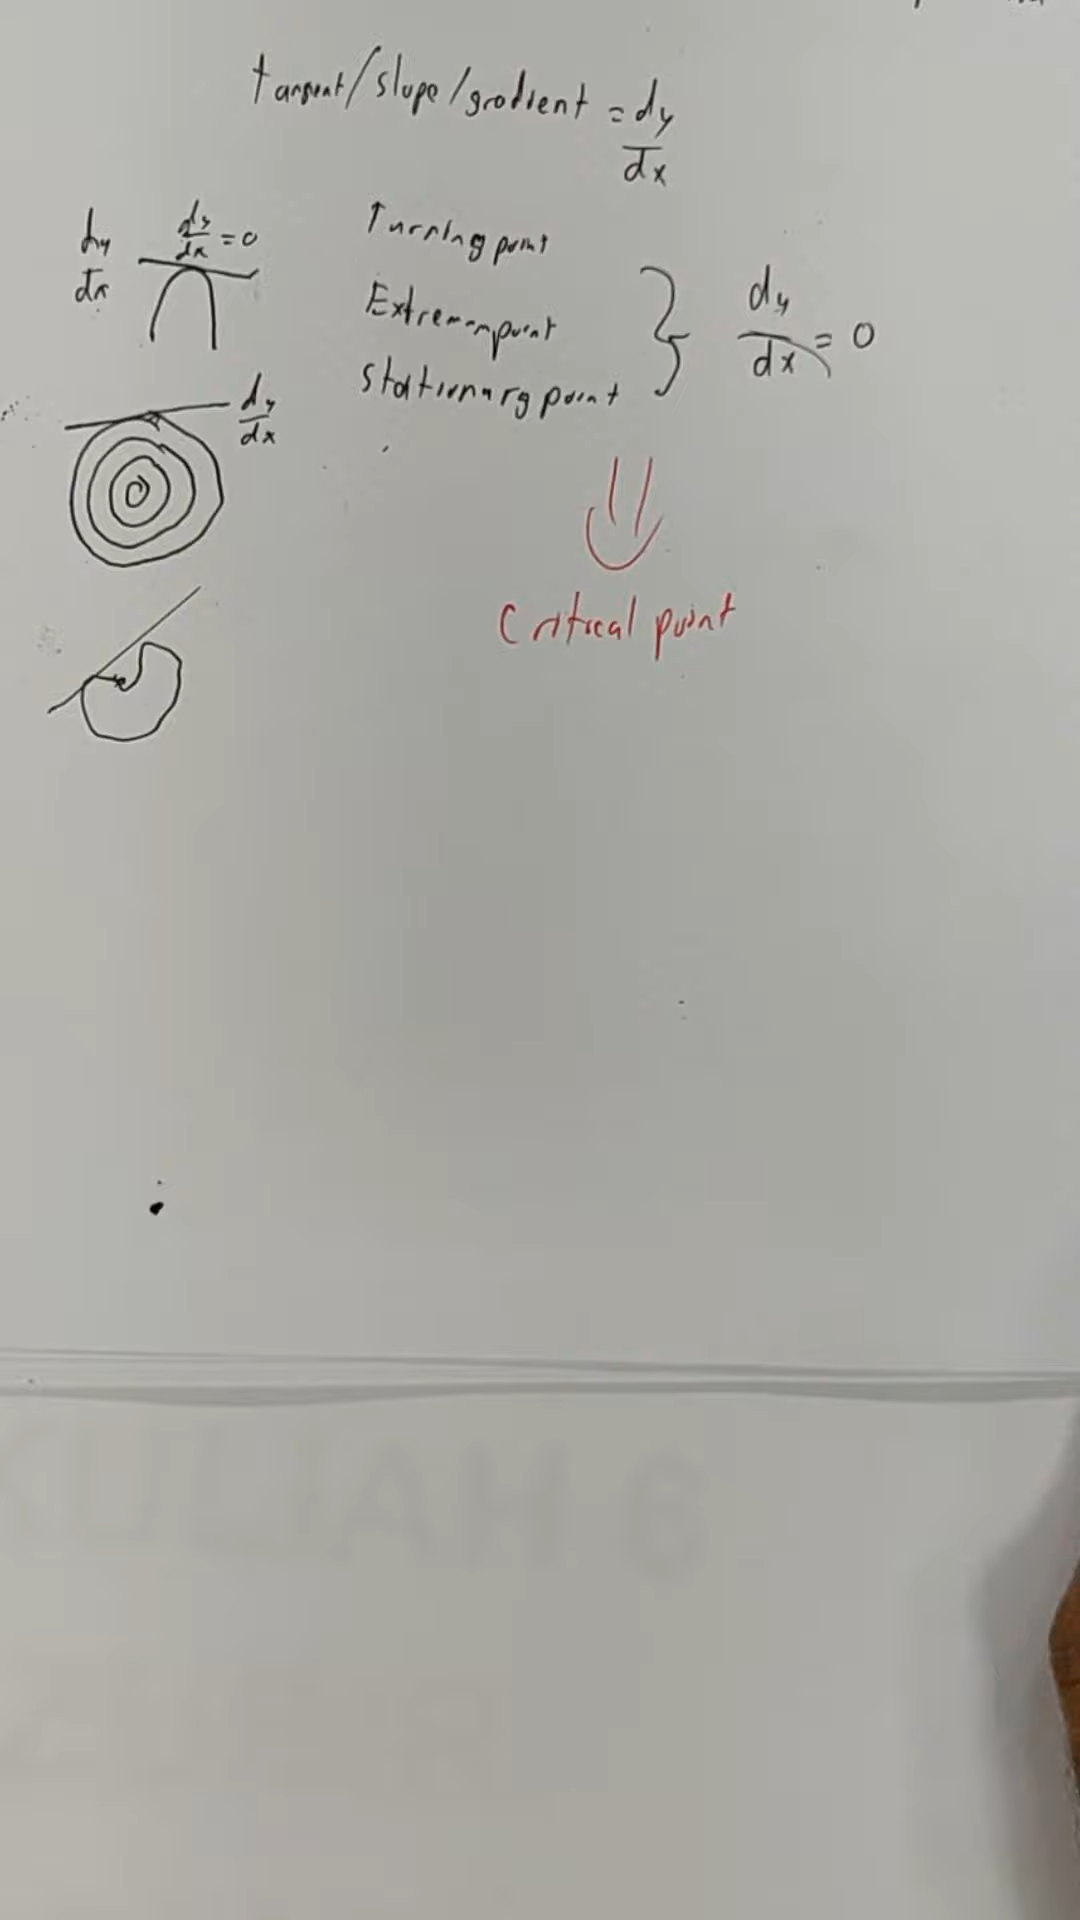 tangent/slope/gradient = dy/dx
dy/dx
dy/dx = 0
Turning point
Extremum point
Stationary point
dy/dx = 0
dy/dx
Critical point